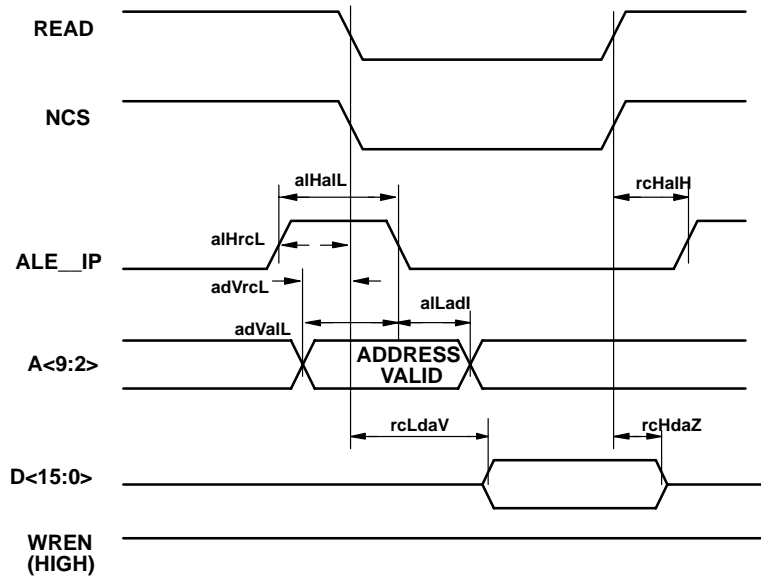 READ
NCS
alHalL
rcHalH
alHrcL
ALE__IP
adVrcL
alLadI
adValL
A<9:2>
ADDRESS
VALID
rcLdaV
rcHdaZ
D<15:0>
WREN
(HIGH)